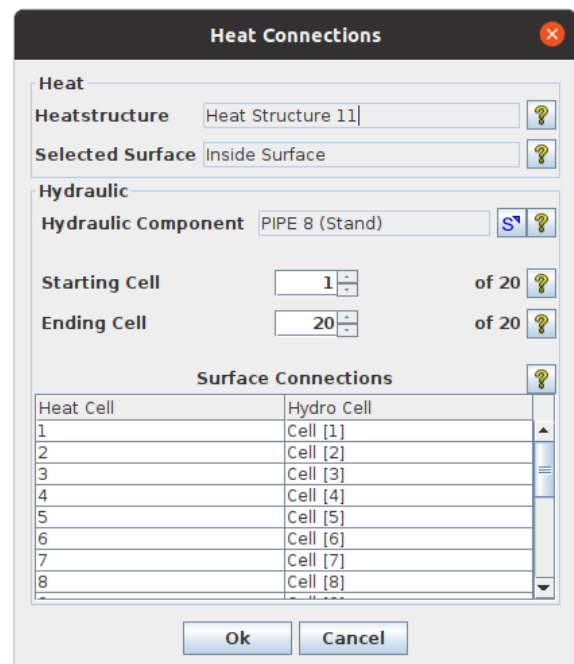 Heat Connections
Heat
Heatstructure Heat Structure 11 ?
Selected Surface Inside Surface ?
Hydraulic
Hydraulic Component PIPE 8 (Stand) S ?
Starting Cell 1 of 20 ?
Ending Cell 20 of 20 ?
Surface Connections ?
Heat Cell Hydro Cell
1 Cell [1]
2 Cell [2]
3 Cell [3]
4 Cell [4]
5 Cell [5]
6 Cell [6]
7 Cell [7]
8 Cell [8]
Ok Cancel